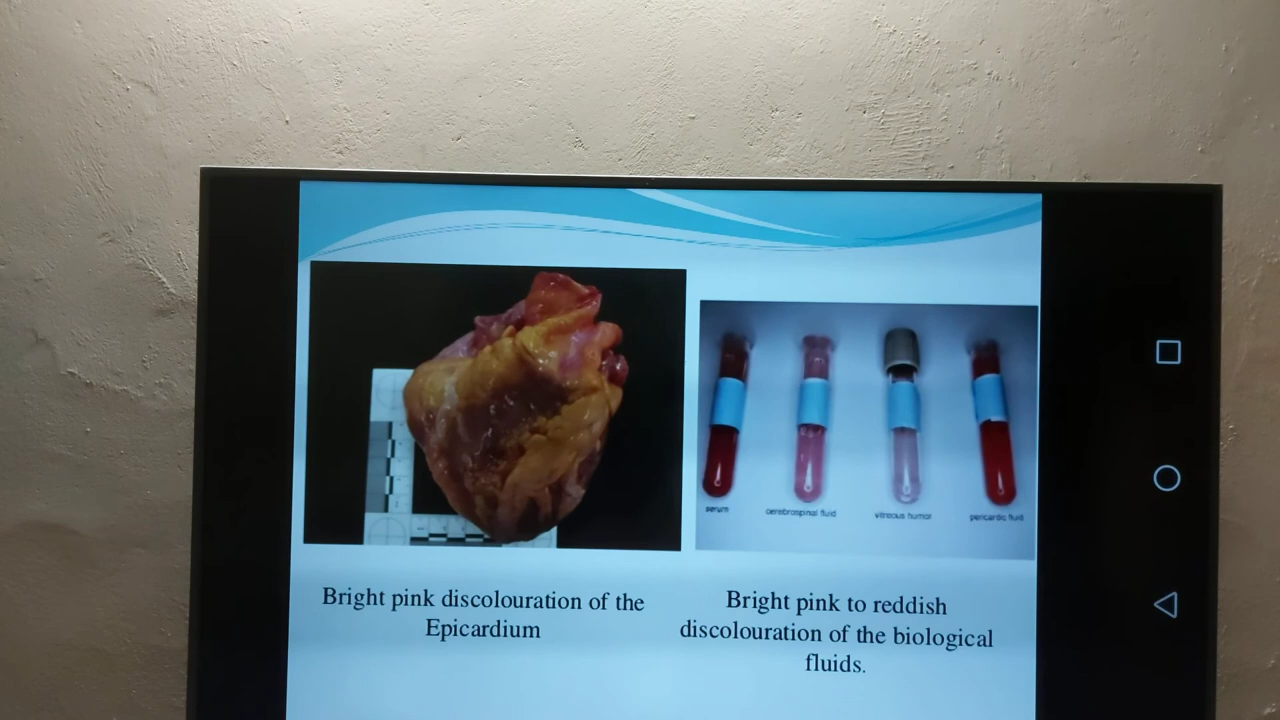 serum
cerebrospinal fluid
vitreous humor
pericardic fluid
Bright pink discolouration of the
Epicardium
Bright pink to reddish
discolouration of the biological
fluids.